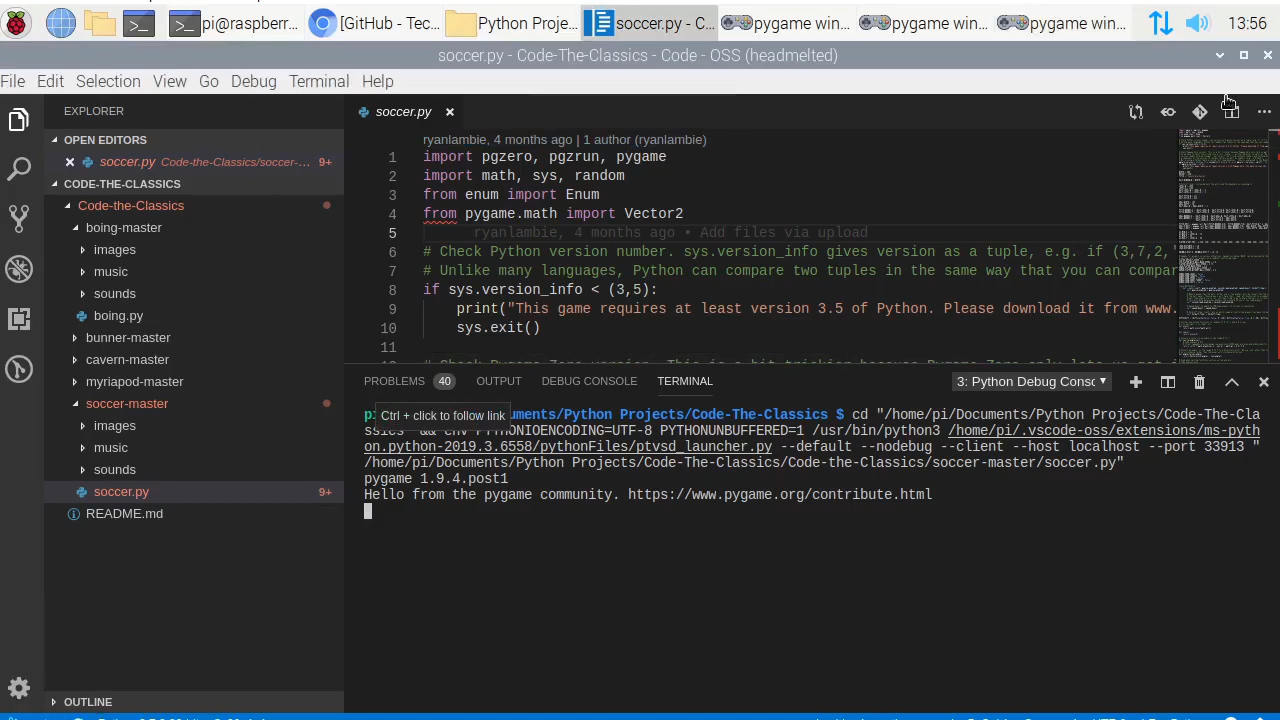 pi@raspberr...
[GitHub - Tec...
Python Proje...
soccer.py - C...
pygame win...
pygame win...
pygame win...
13:56
soccer.py - Code-The-Classics - Code - OSS (headmelted)
File Edit Selection View Go Debug Terminal Help
EXPLORER
OPEN EDITORS
soccer.py Code-the-Classics/soccer-... 9+
CODE-THE-CLASSICS
Code-the-Classics
boing-master
images
music
sounds
boing.py
bunner-master
cavern-master
myriapod-master
soccer-master
images
music
sounds
soccer.py 9+
README.md
OUTLINE
soccer.py
ryanlambie, 4 months ago | 1 author (ryanlambie)
1 import pgzero, pgzrun, pygame
2 import math, sys, random
3 from enum import Enum
4 from pygame.math import Vector2
5 ryanlambie, 4 months ago • Add files via upload
6 # Check Python version number. sys.version_info gives version as a tuple, e.g. if (3,7,2,'
7 # Unlike many languages, Python can compare two tuples in the same way that you can compar
8 if sys.version_info < (3,5):
9 print("This game requires at least version 3.5 of Python. Please download it from www.
10 sys.exit()
11
PROBLEMS 40 OUTPUT DEBUG CONSOLE TERMINAL
3: Python Debug Consc
Ctrl + click to follow link
pi cuments/Python Projects/Code-The-Classics $ cd "/home/pi/Documents/Python Projects/Code-The-Cla
ssics" && env PYTHONIOENCODING=UTF-8 PYTHONUNBUFFERED=1 /usr/bin/python3 /home/pi/.vscode-oss/extensions/ms-pyth
on.python-2019.3.6558/pythonFiles/ptvsd_launcher.py --default --nodebug --client --host localhost --port 33913 "
/home/pi/Documents/Python Projects/Code-The-Classics/Code-the-Classics/soccer-master/soccer.py"
pygame 1.9.4.post1
Hello from the pygame community. https://www.pygame.org/contribute.html